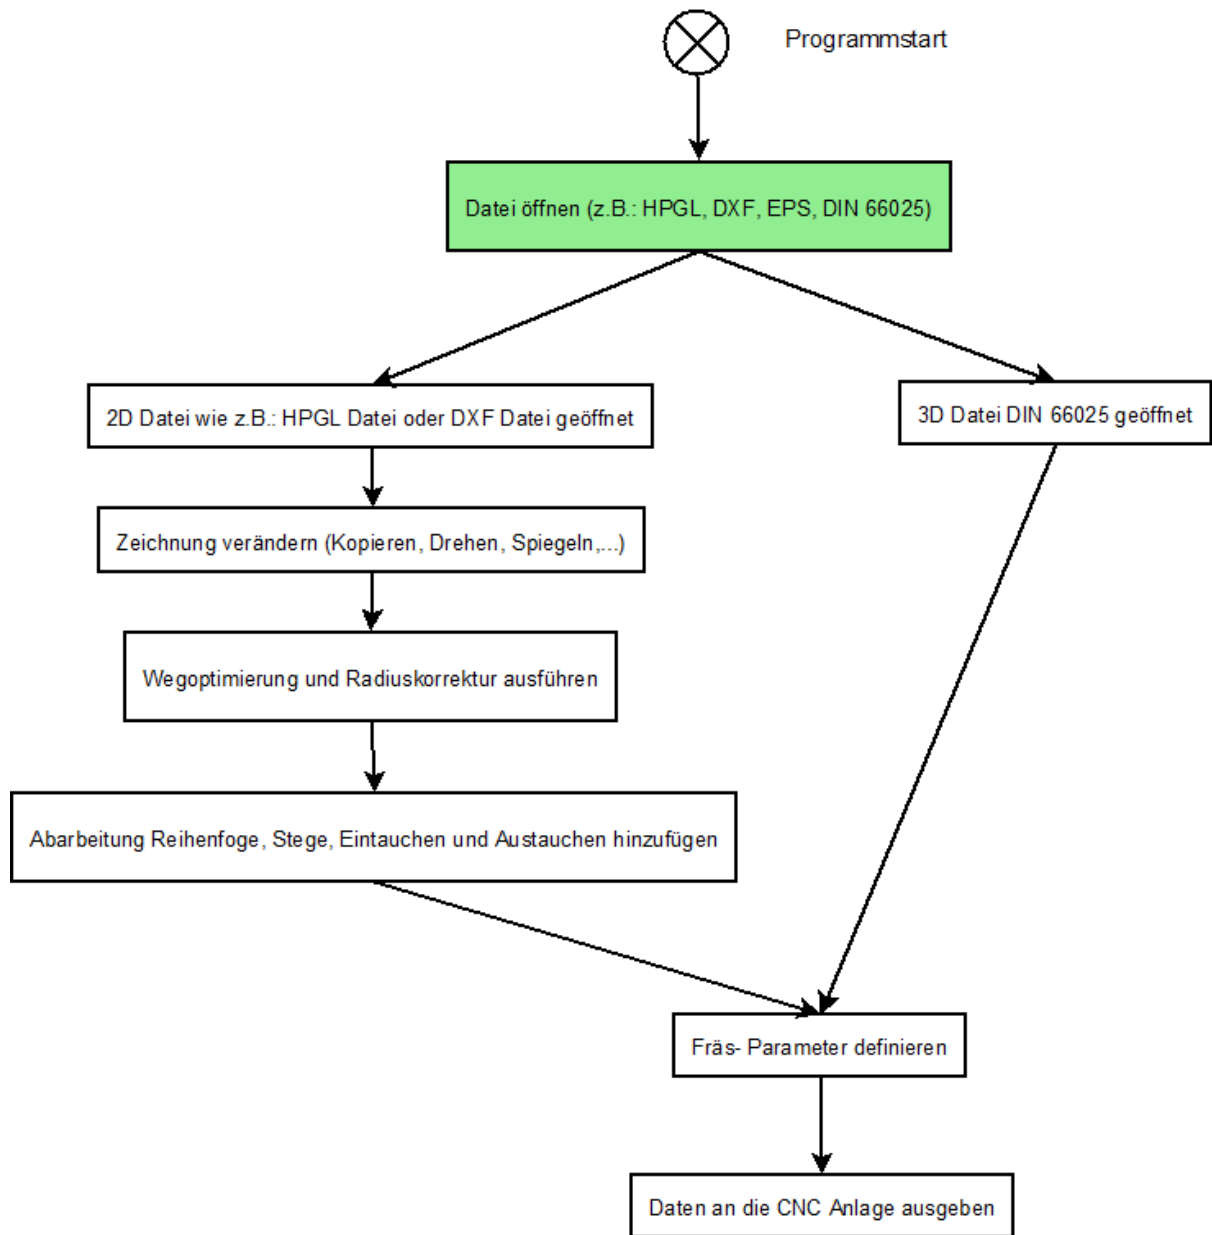 Programmstart
Datei öffnen (z.B.: HPGL, DXF, EPS, DIN 66025)
2D Datei wie z.B.: HPGL Datei oder DXF Datei geöffnet
3D Datei DIN 66025 geöffnet
Zeichnung verändern (Kopieren, Drehen, Spiegeln,...)
Wegoptimierung und Radiuskorrektur ausführen
Abarbeitung Reihenfoge, Stege, Eintauchen und Austauchen hinzufügen
Fräs- Parameter definieren
Daten an die CNC Anlage ausgeben